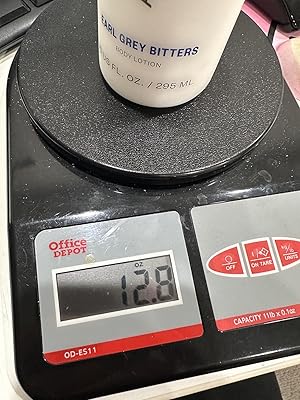 EARL GREY BITTERS
BODY LOTION
FL. OZ. / 295 ML
Office
DEPOT
OZ
12.8
OD-E511
OFF
ON TARE
UNITS
CAPACITY 11lb x 0.1oz